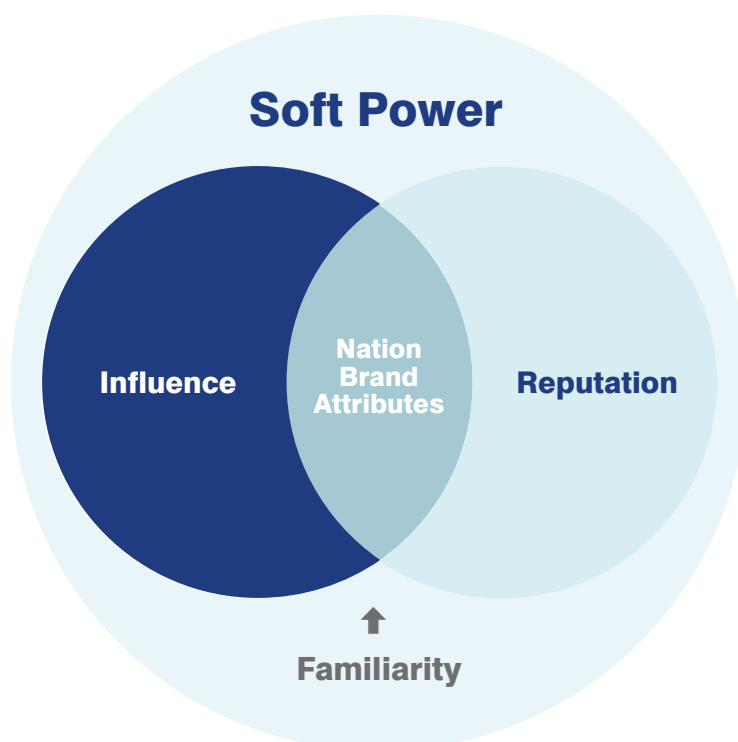 Soft Power
Influence
Nation
Brand
Attributes
Reputation
Familiarity